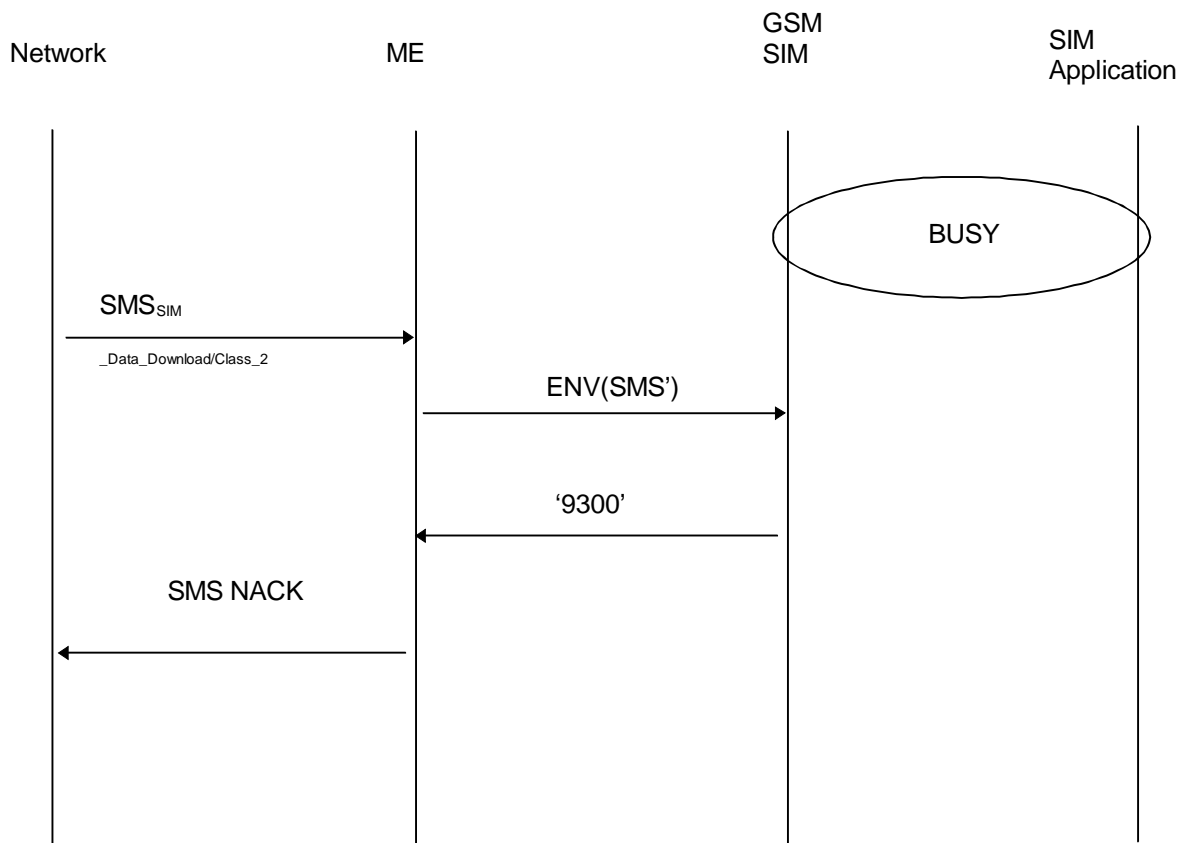 Network
ME
GSM
SIM
SIM
Application
BUSY
SMSSIM
_Data_Download/Class_2
ENV(SMS’)
‘9300’
SMS NACK